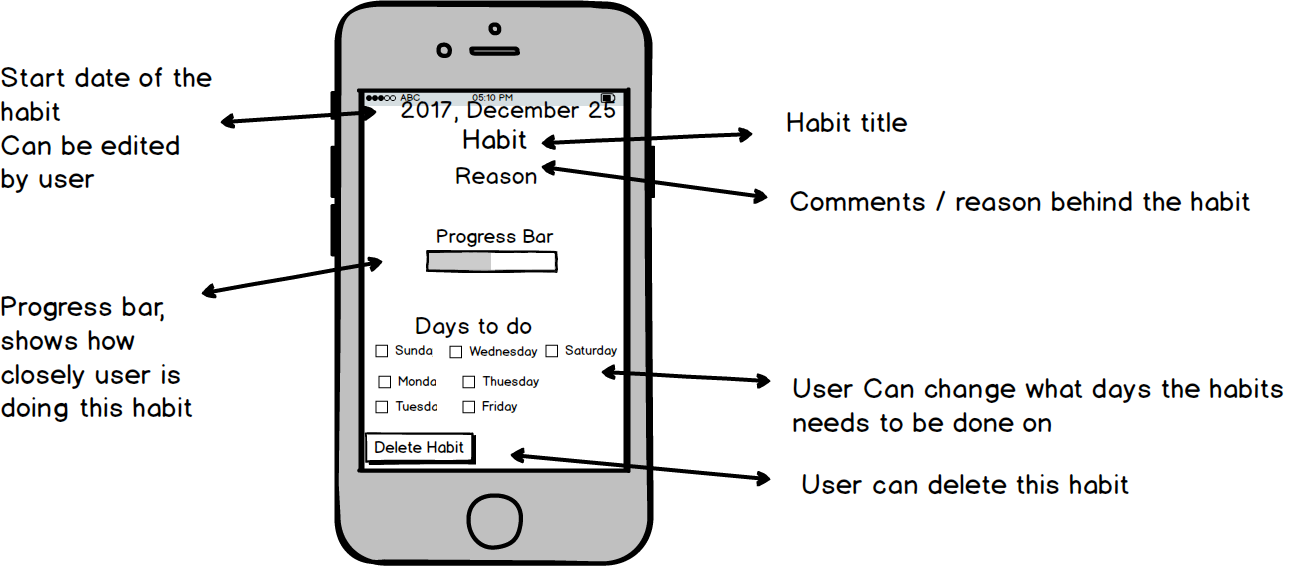 Start date of the
habit
Can be edited
by user
Progress bar,
shows how
closely user is
doing this habit
ABC 05:10 PM
2017, December 25
Habit
Reason
Progress Bar
Days to do
Sunda Wednesday Saturday
Monda Thuesday
Tuesdc Friday
Delete Habit
Habit title
Comments / reason behind the habit
User Can change what days the habits
needs to be done on
User can delete this habit